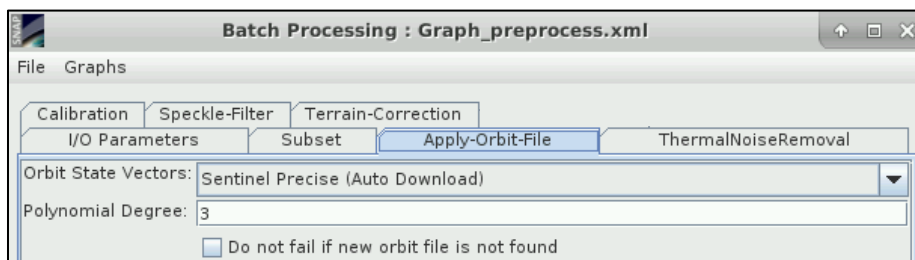 SNAP
Batch Processing : Graph_preprocess.xml
File Graphs
Calibration Speckle-Filter Terrain-Correction
I/O Parameters Subset Apply-Orbit-File ThermalNoiseRemoval
Orbit State Vectors: Sentinel Precise (Auto Download)
Polynomial Degree: 3
Do not fail if new orbit file is not found